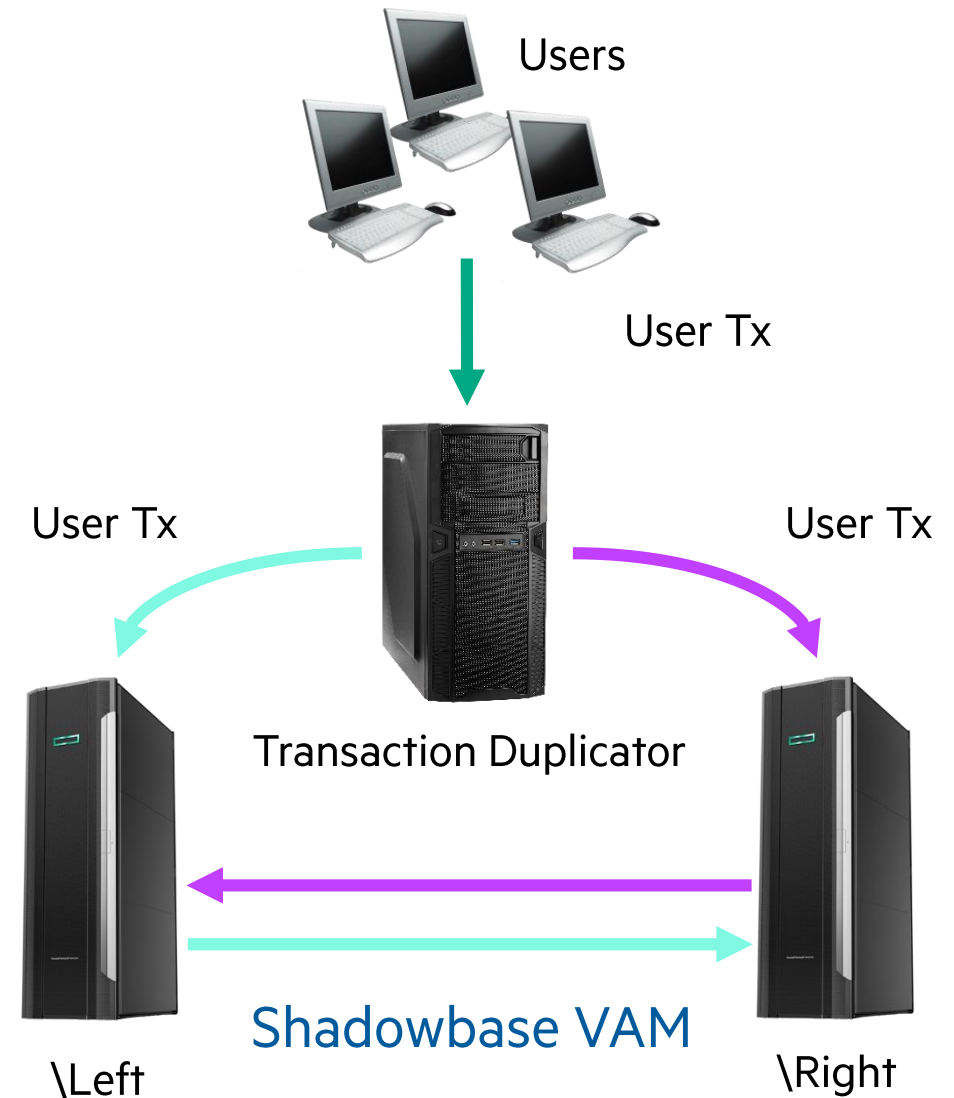 Users
User Tx
User Tx
User Tx
Transaction Duplicator
Shadowbase VAM
\Left
\Right